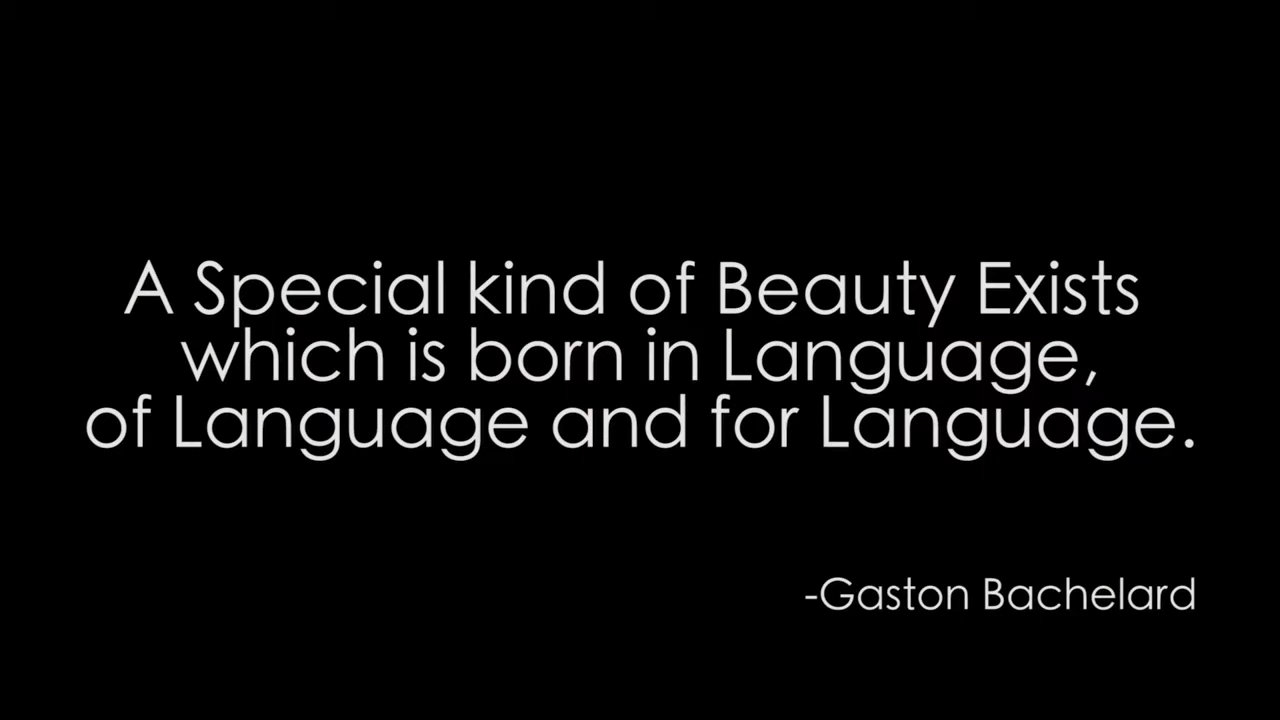 A Special kind of Beauty Exists
which is born in Language,
of Language and for Language.
-Gaston Bachelard